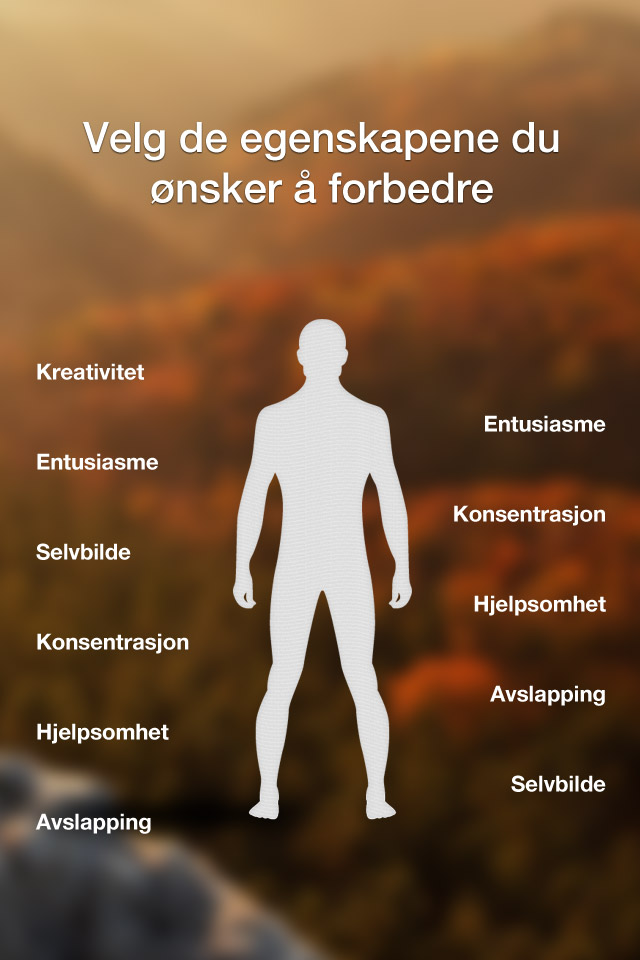 Velg de egenskapene du
ønsker å forbedre
Kreativitet
Entusiasme
Selvbilde
Konsentrasjon
Hjelpsomhet
Avslapping
Entusiasme
Konsentrasjon
Hjelpsomhet
Avslapping
Selvbilde